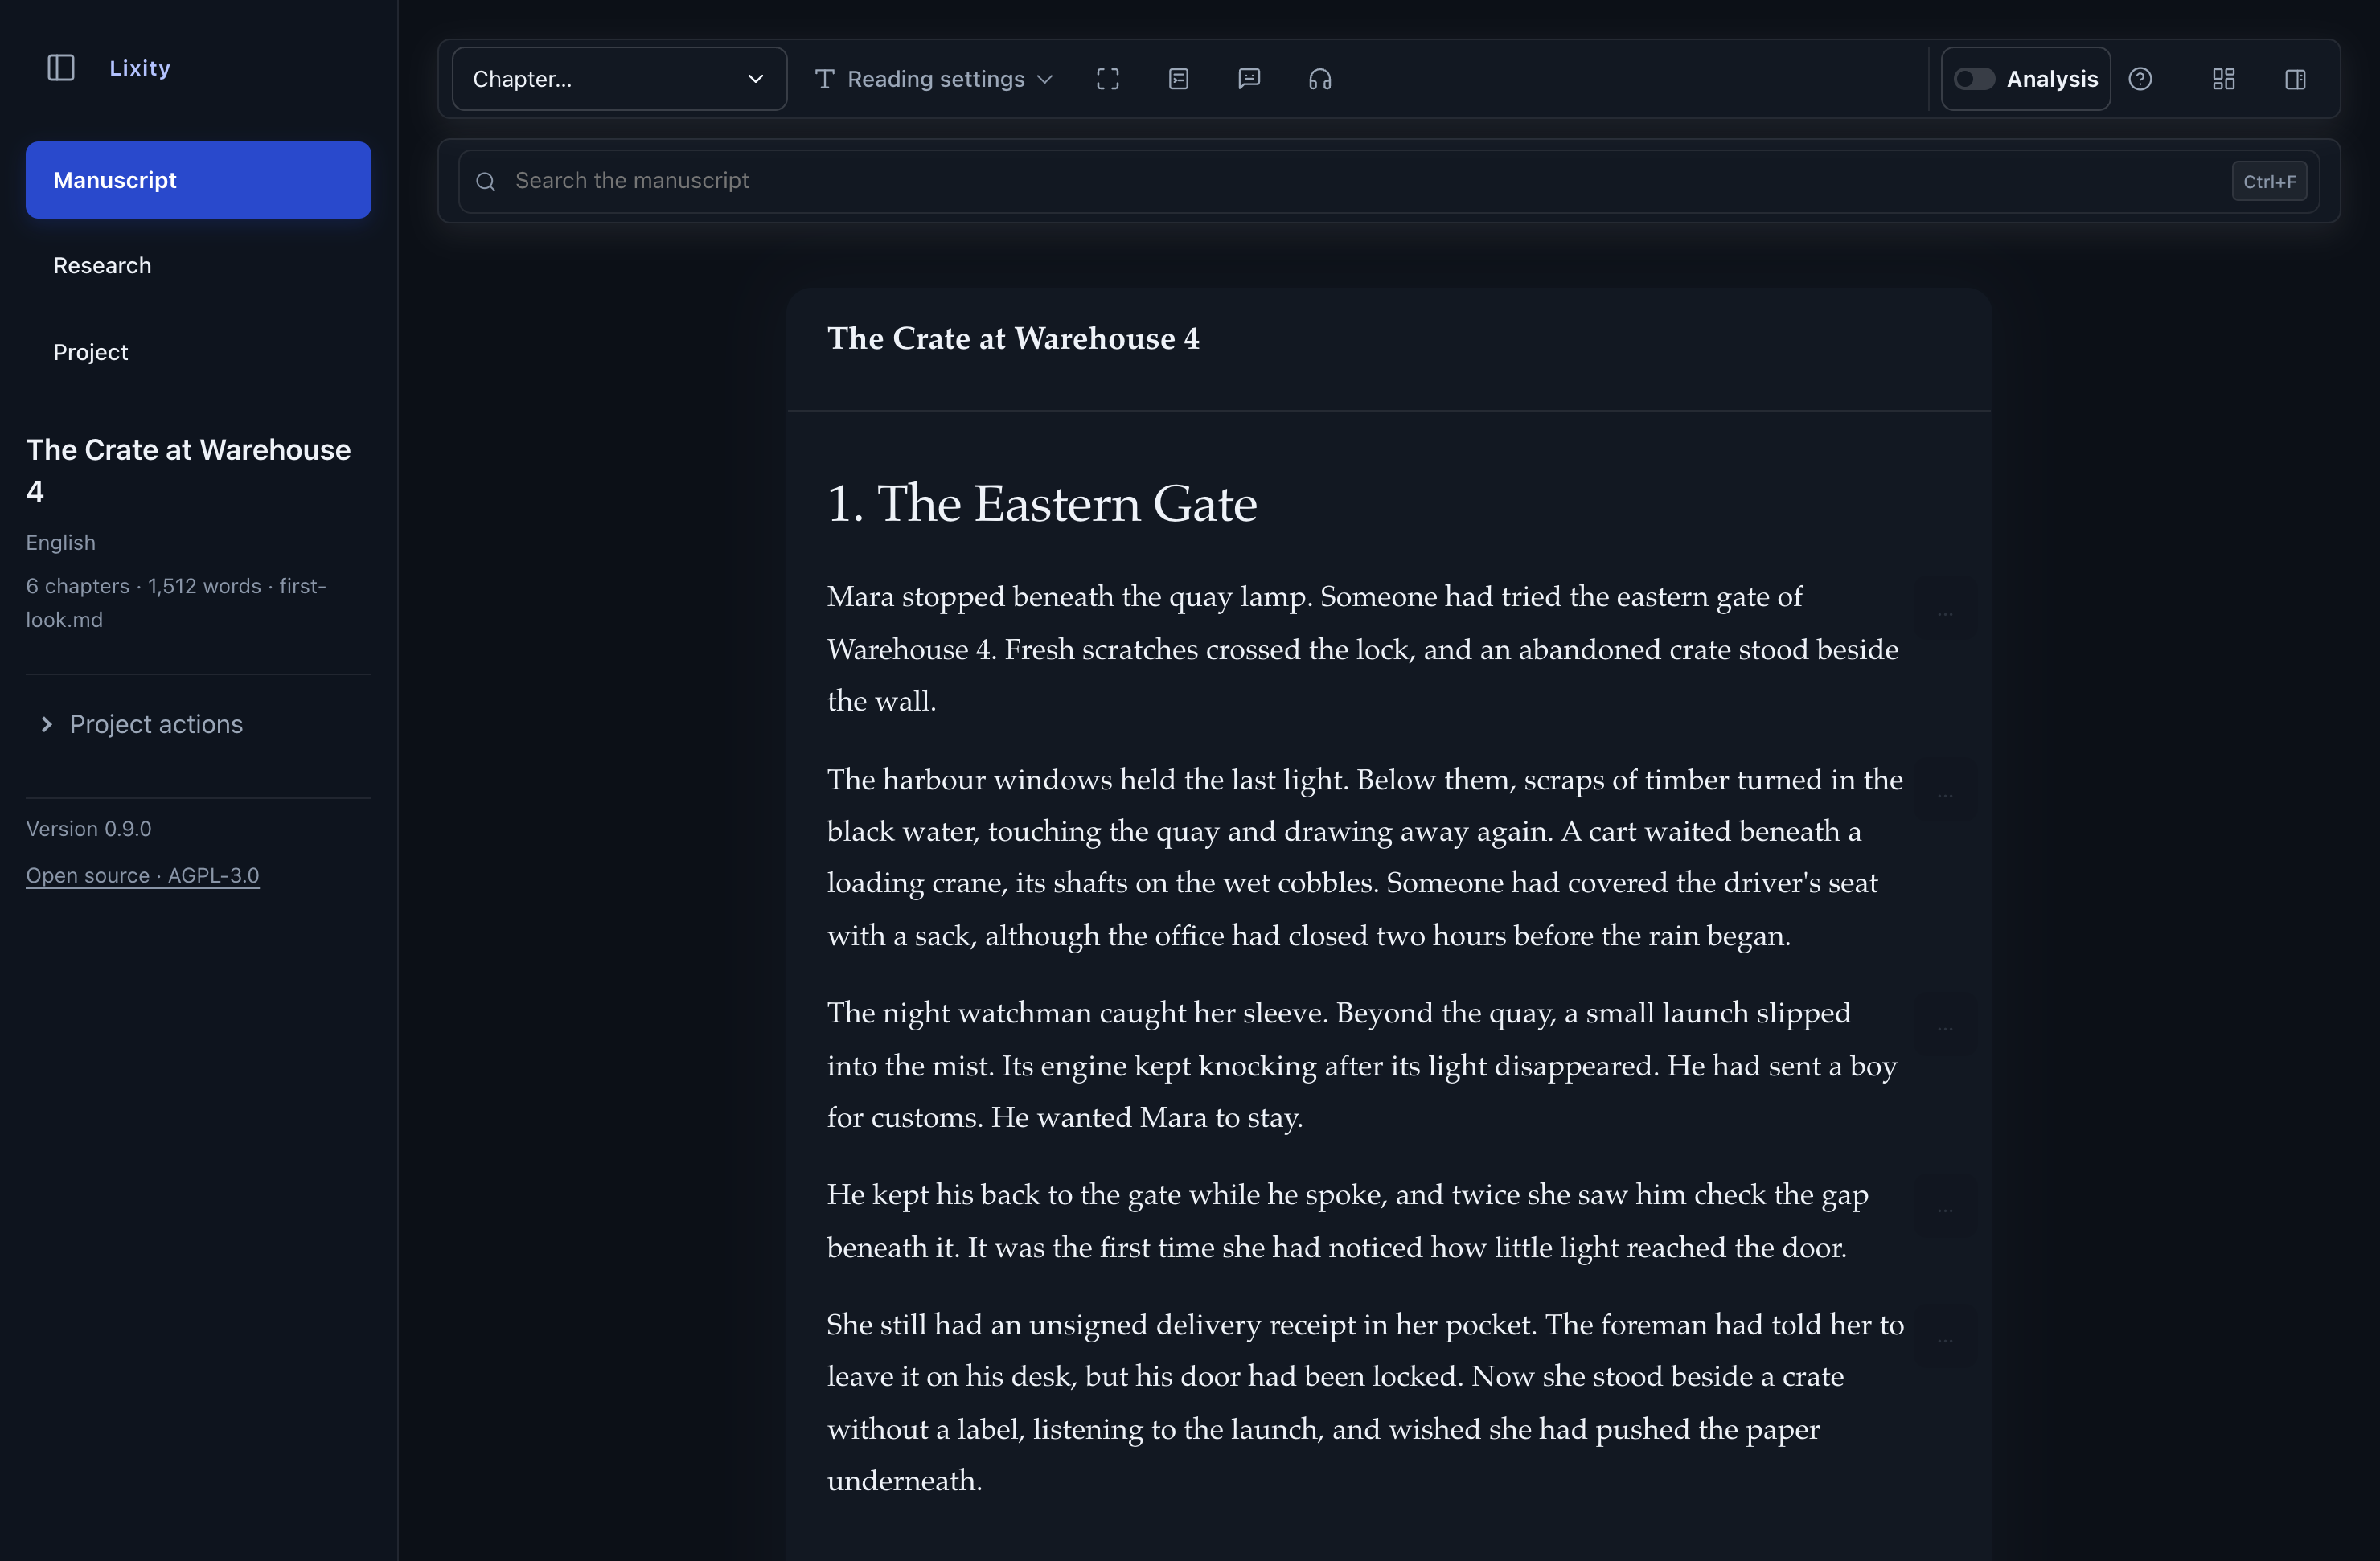 Lixity
Manuscript
Research
Project
The Crate at Warehouse
4
English
6 chapters · 1,512 words · first-
look.md
Project actions
Version 0.9.0
Open source · AGPL-3.0
Chapter...
Reading settings
Analysis
Search the manuscript
Ctrl+F
The Crate at Warehouse 4
1. The Eastern Gate
Mara stopped beneath the quay lamp. Someone had tried the eastern gate of
Warehouse 4. Fresh scratches crossed the lock, and an abandoned crate stood beside
the wall.
The harbour windows held the last light. Below them, scraps of timber turned in the
black water, touching the quay and drawing away again. A cart waited beneath a
loading crane, its shafts on the wet cobbles. Someone had covered the driver's seat
with a sack, although the office had closed two hours before the rain began.
The night watchman caught her sleeve. Beyond the quay, a small launch slipped
into the mist. Its engine kept knocking after its light disappeared. He had sent a boy
for customs. He wanted Mara to stay.
He kept his back to the gate while he spoke, and twice she saw him check the gap
beneath it. It was the first time she had noticed how little light reached the door.
She still had an unsigned delivery receipt in her pocket. The foreman had told her to
leave it on his desk, but his door had been locked. Now she stood beside a crate
without a label, listening to the launch, and wished she had pushed the paper
underneath.